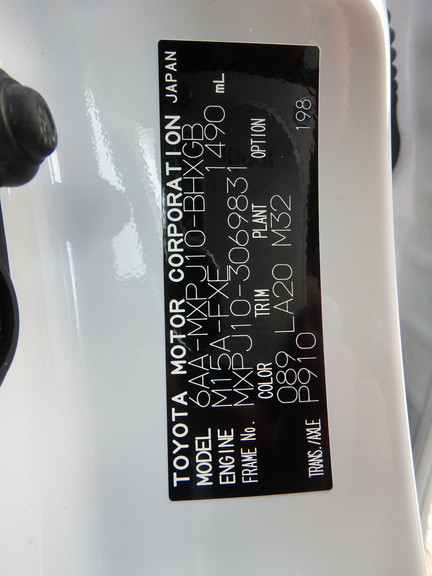 TOYOTA MOTOR CORPORATION JAPAN
MODEL 6AA-MXPJ10-BHXGB
ENGINE M15A-FXE 1490 mL
FRAME No. MXPJ10-3069831
COLOR TRIM PLANT OPTION
089 LA20 M32
TRANS./AXLE P910 198